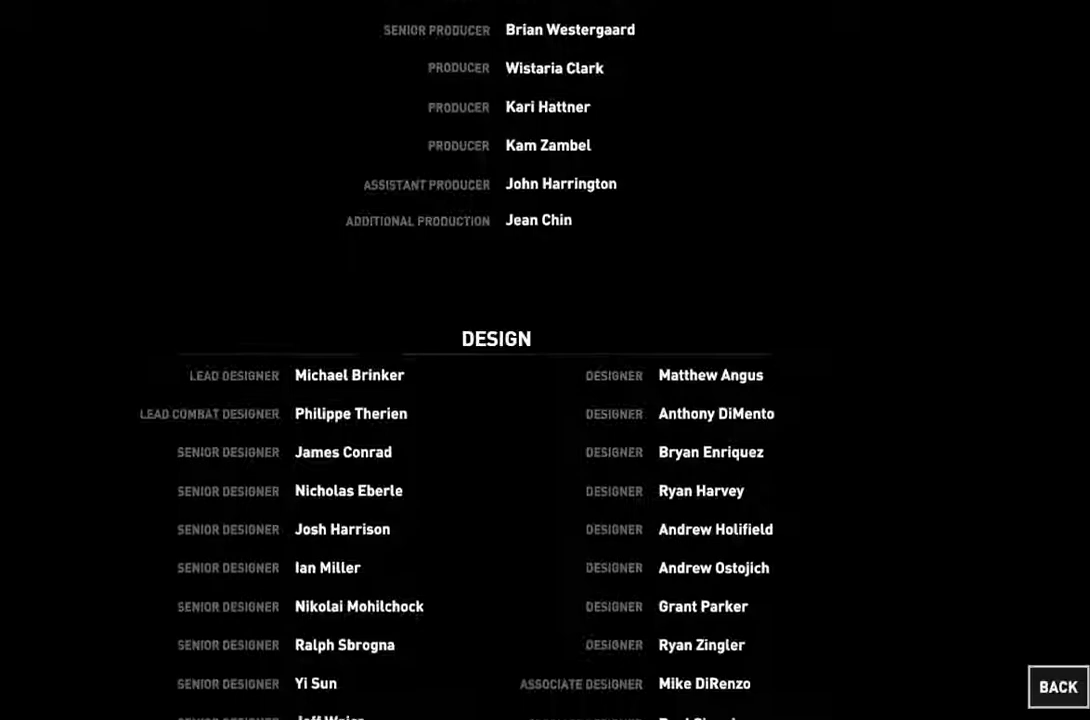 SENIOR PRODUCER Brian Westergaard
PRODUCER Wistaria Clark
PRODUCER Kari Hattner
PRODUCER Kam Zambel
ASSISTANT PRODUCER John Harrington
ADDITIONAL PRODUCTION Jean Chin
DESIGN
LEAD DESIGNER Michael Brinker
LEAD COMBAT DESIGNER Philippe Therien
SENIOR DESIGNER James Conrad
SENIOR DESIGNER Nicholas Eberle
SENIOR DESIGNER Josh Harrison
SENIOR DESIGNER Ian Miller
SENIOR DESIGNER Nikolai Mohilchock
SENIOR DESIGNER Ralph Sbrogna
SENIOR DESIGNER Yi Sun
DESIGNER Matthew Angus
DESIGNER Anthony DiMento
DESIGNER Bryan Enriquez
DESIGNER Ryan Harvey
DESIGNER Andrew Holifield
DESIGNER Andrew Ostojich
DESIGNER Grant Parker
DESIGNER Ryan Zingler
ASSOCIATE DESIGNER Mike DiRenzo
BACK